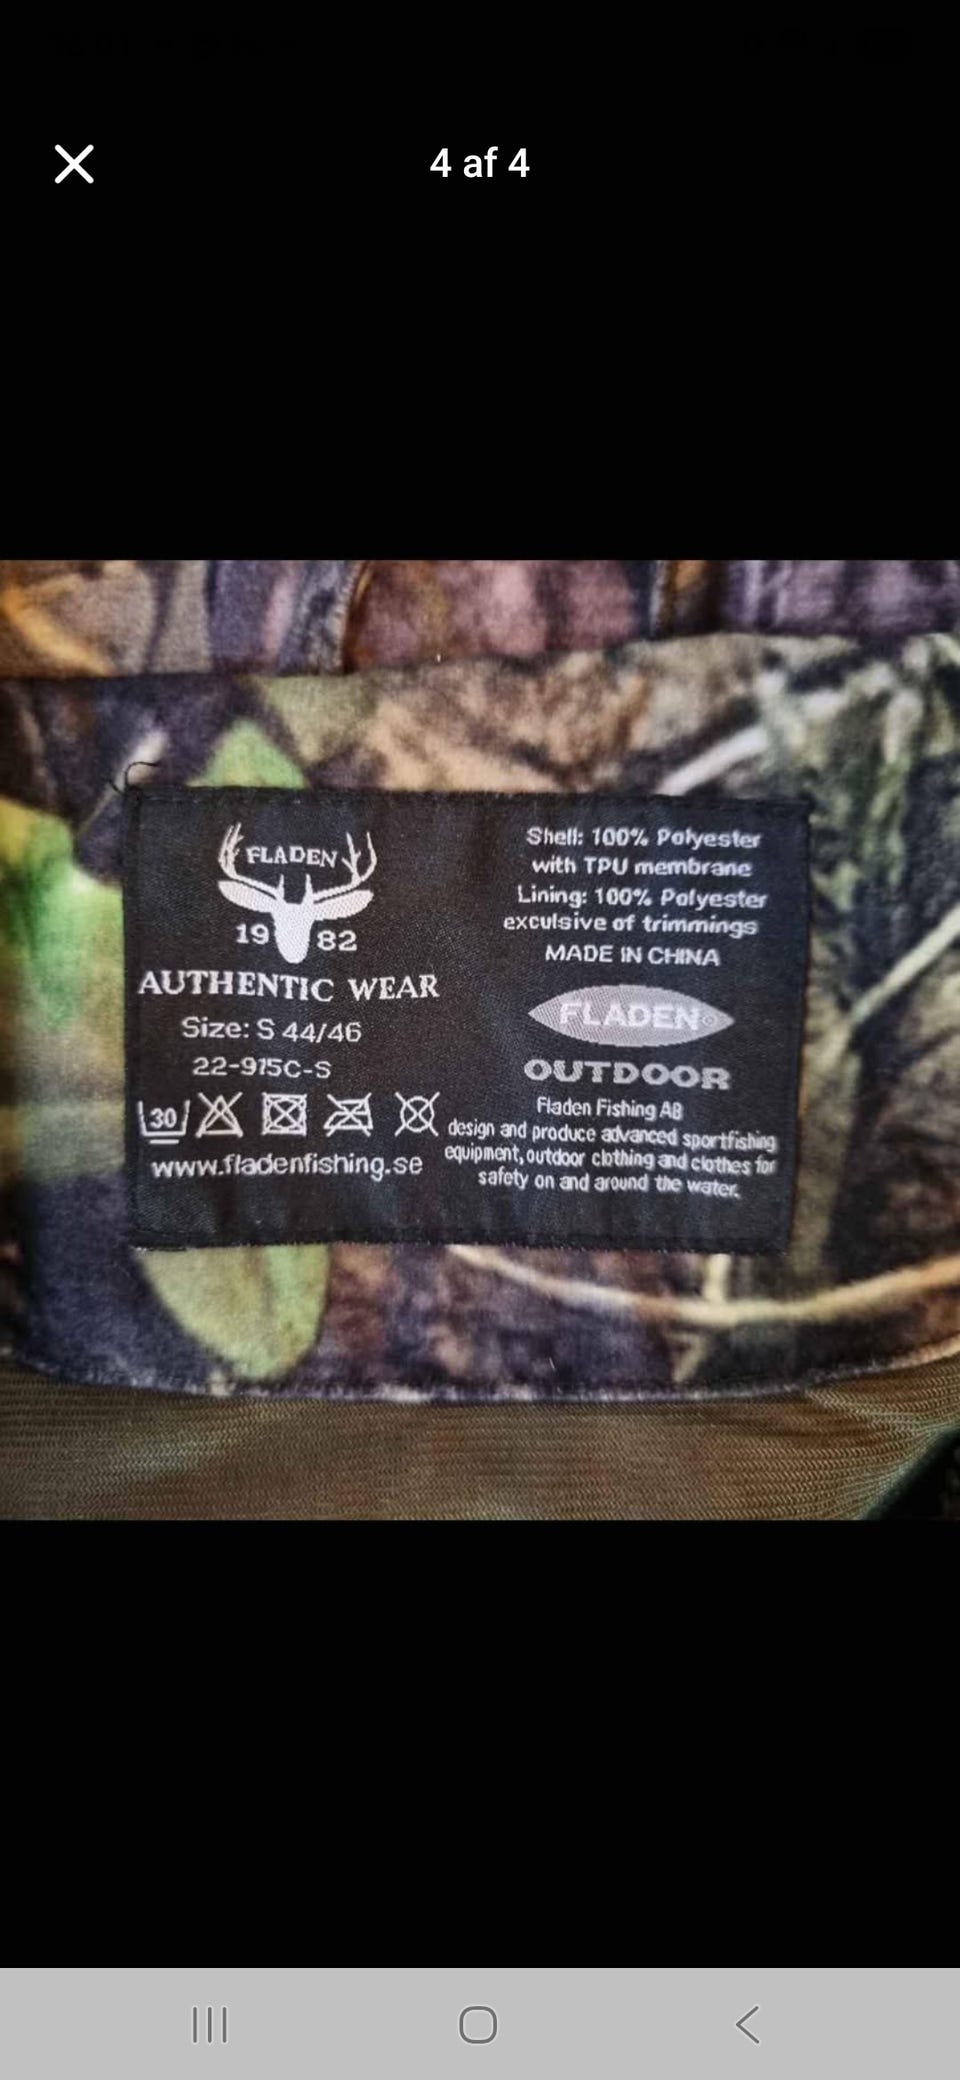 4 af 4
FLADEN
19 82
AUTHENTIC WEAR
Size: S 44/46
22-915C-S
30
www.fladenfishing.se
Shell: 100% Polyester
with TPU membrane
Lining: 100% Polyester
exculsive of trimmings
MADE IN CHINA
FLADEN®
OUTDOOR
Fladen Fishing AB
design and produce advanced sportfishing
equipment, outdoor clothing and clothes for
safety on and around the water.